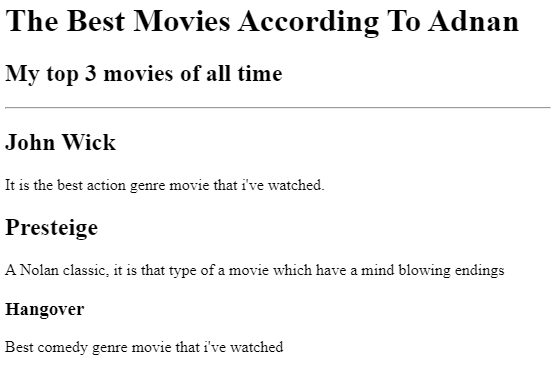 The Best Movies According To Adnan
My top 3 movies of all time
John Wick
It is the best action genre movie that i've watched.
Presteige
A Nolan classic, it is that type of a movie which have a mind blowing endings
Hangover
Best comedy genre movie that i've watched